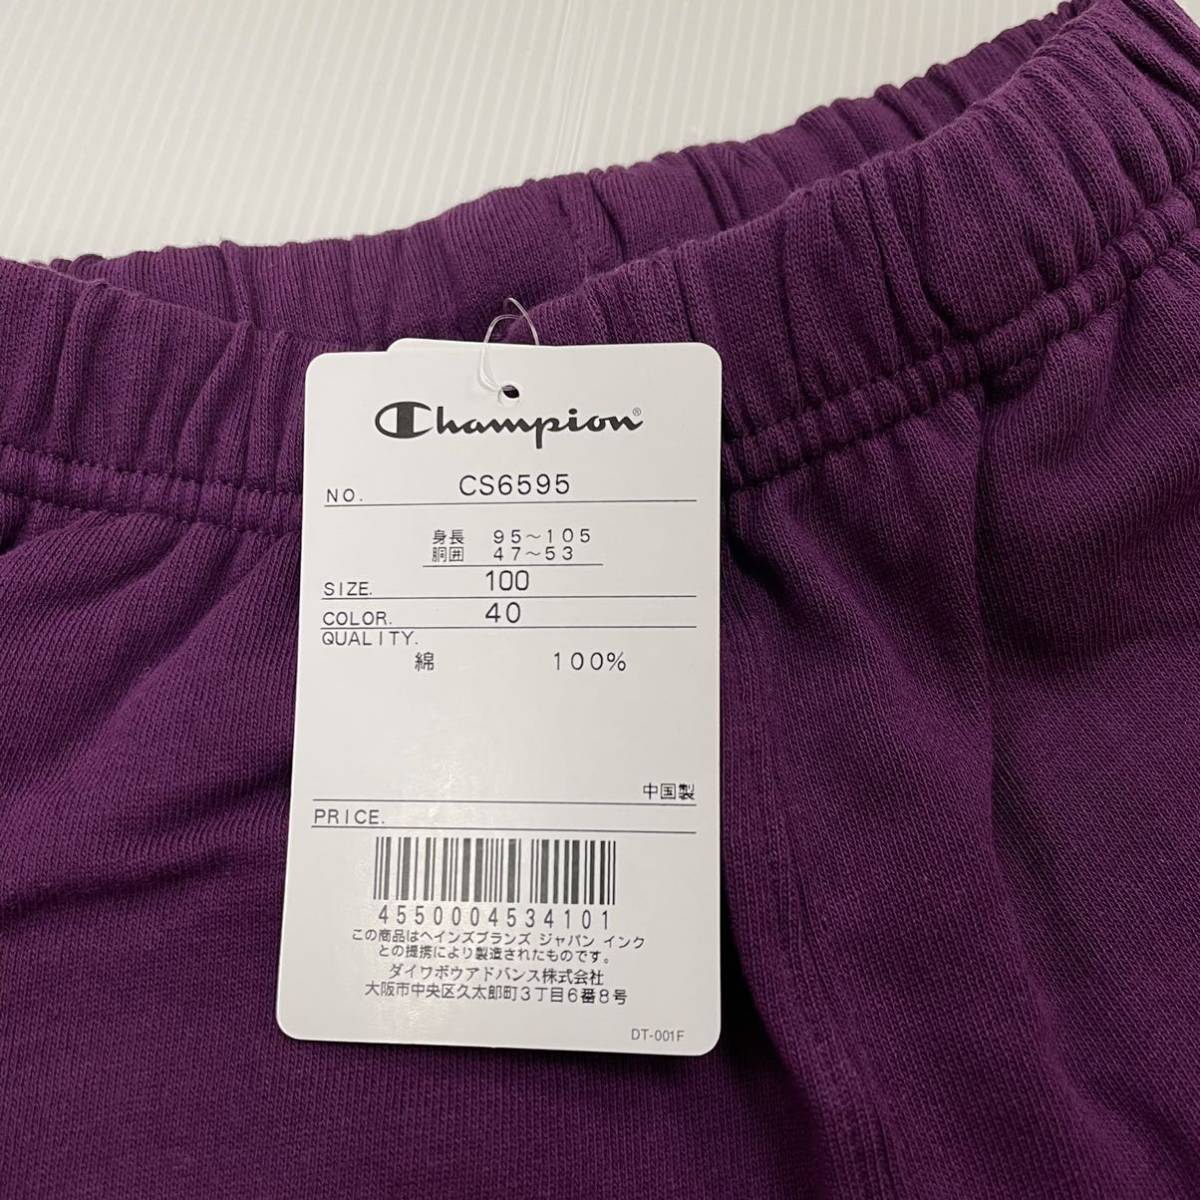 Champion®
NO. CS6595
身長 95~105
胴囲 47~53
SIZE. 100
COLOR. 40
QUALITY.
綿 100%
中国製
PRICE.
4550004534101
この商品はヘインズブランズ ジャパン インク
との提携により製造されたものです。
ダイワボウアドバンス株式会社
大阪市中央区久太郎町3丁目6番8号
DT-001F